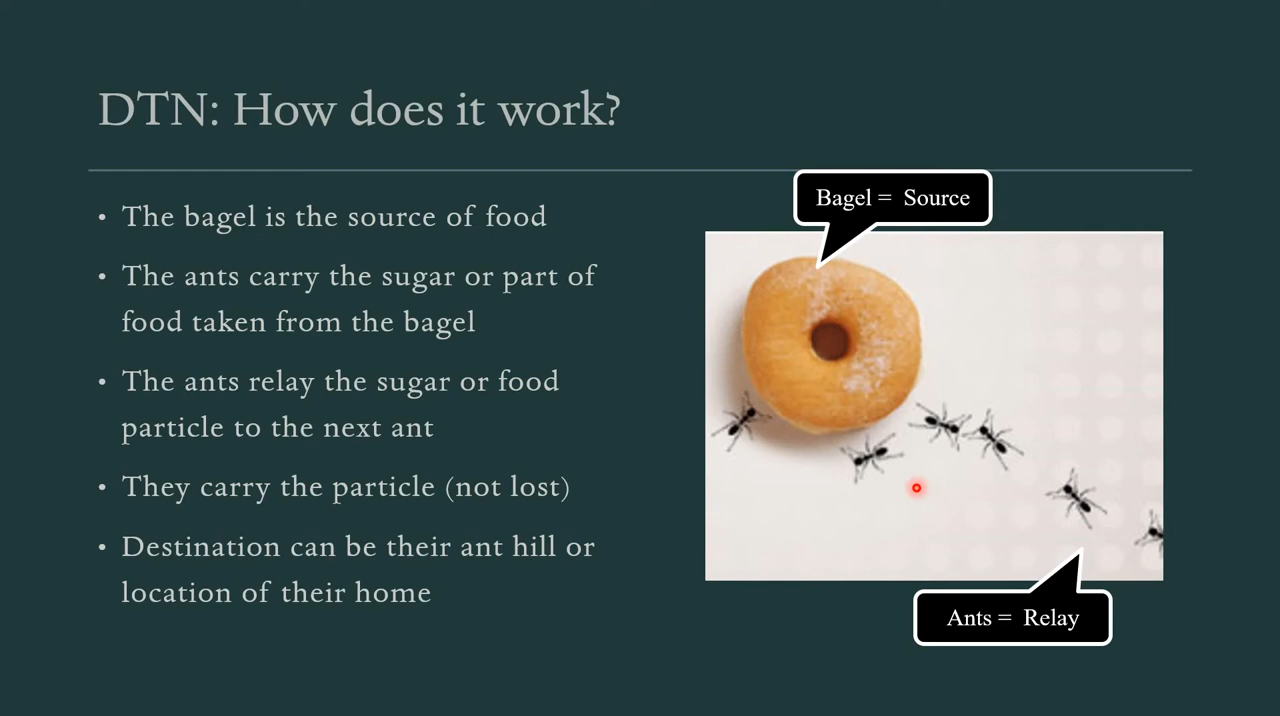 DTN: How does it work?
• The bagel is the source of food
• The ants carry the sugar or part of
food taken from the bagel
• The ants relay the sugar or food
particle to the next ant
• They carry the particle (not lost)
• Destination can be their ant hill or
location of their home
Bagel = Source
Ants = Relay